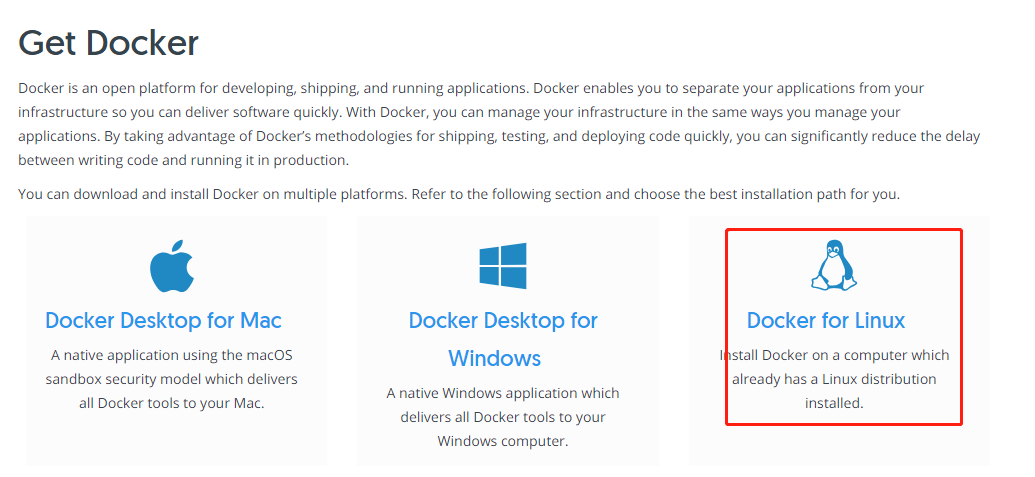 Get Docker
Docker is an open platform for developing, shipping, and running applications. Docker enables you to separate your applications from your
infrastructure so you can deliver software quickly. With Docker, you can manage your infrastructure in the same ways you manage your
applications. By taking advantage of Docker’s methodologies for shipping, testing, and deploying code quickly, you can significantly reduce the delay
between writing code and running it in production.
You can download and install Docker on multiple platforms. Refer to the following section and choose the best installation path for you.
Docker Desktop for Mac
A native application using the macOS
sandbox security model which delivers
all Docker tools to your Mac.
Docker Desktop for
Windows
A native Windows application which
delivers all Docker tools to your
Windows computer.
Docker for Linux
Install Docker on a computer which
already has a Linux distribution
installed.